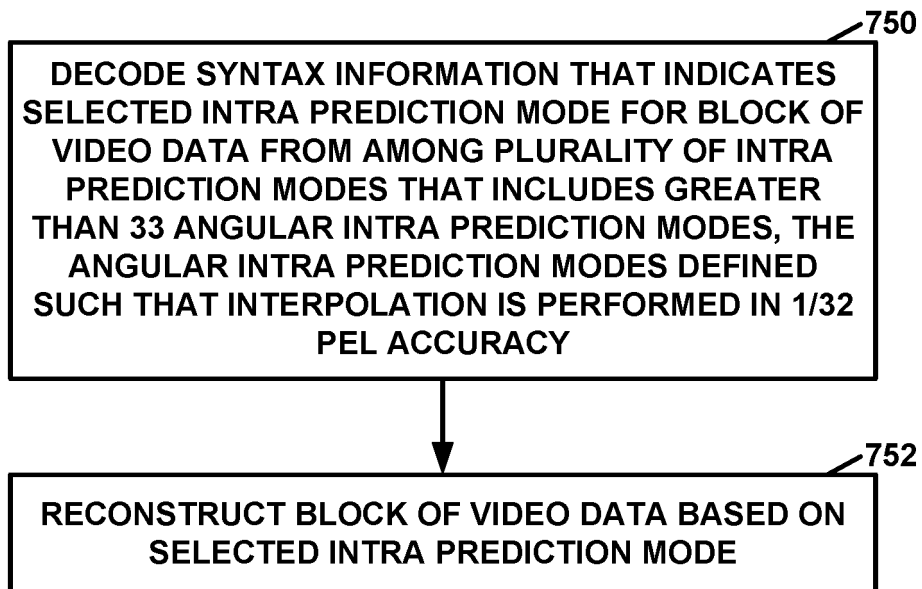 750
DECODE SYNTAX INFORMATION THAT INDICATES
SELECTED INTRA PREDICTION MODE FOR BLOCK OF
VIDEO DATA FROM AMONG PLURALITY OF INTRA
PREDICTION MODES THAT INCLUDES GREATER
THAN 33 ANGULAR INTRA PREDICTION MODES, THE
ANGULAR INTRA PREDICTION MODES DEFINED
SUCH THAT INTERPOLATION IS PERFORMED IN 1/32
PEL ACCURACY
752
RECONSTRUCT BLOCK OF VIDEO DATA BASED ON
SELECTED INTRA PREDICTION MODE